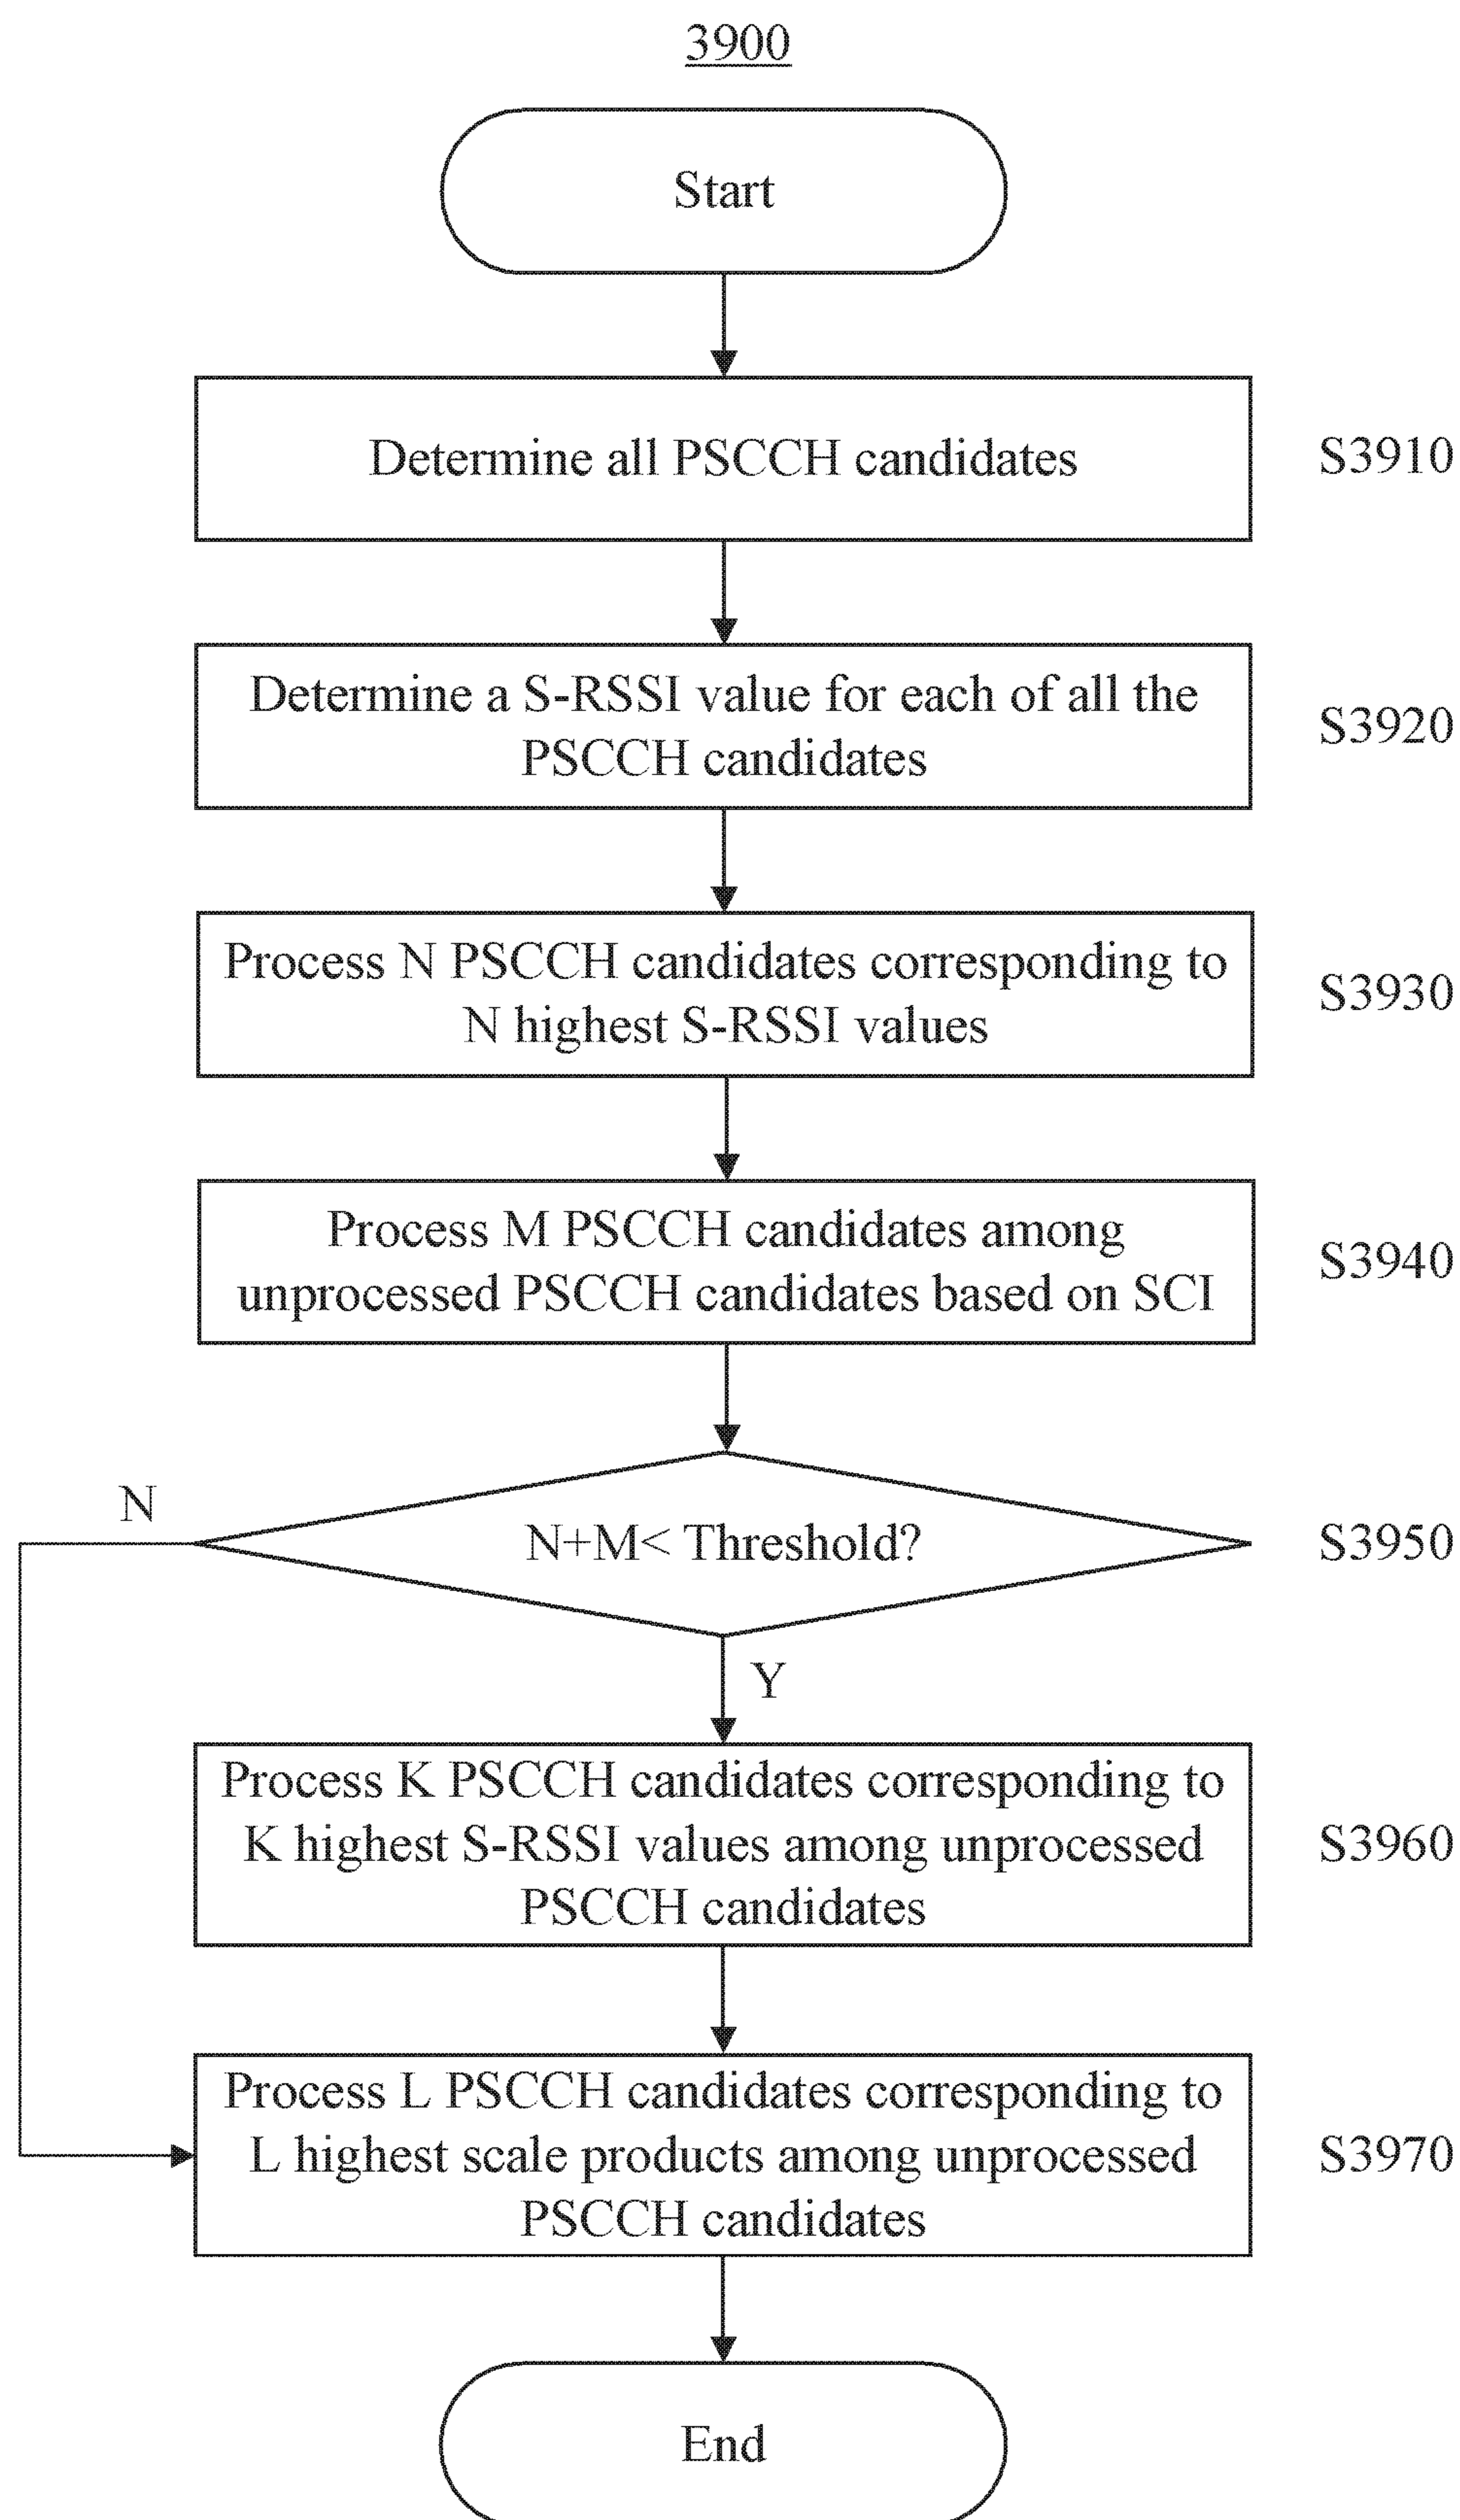 3900
Start
Determine all PSCCH candidates
S3910
Determine a S-RSSI value for each of all the
PSCCH candidates
S3920
Process N PSCCH candidates corresponding to
N highest S-RSSI values
S3930
Process M PSCCH candidates among
unprocessed PSCCH candidates based on SCI
S3940
N
N+M< Threshold?
S3950
Y
Process K PSCCH candidates corresponding to
K highest S-RSSI values among unprocessed
PSCCH candidates
S3960
Process L PSCCH candidates corresponding to
L highest scale products among unprocessed
PSCCH candidates
S3970
End